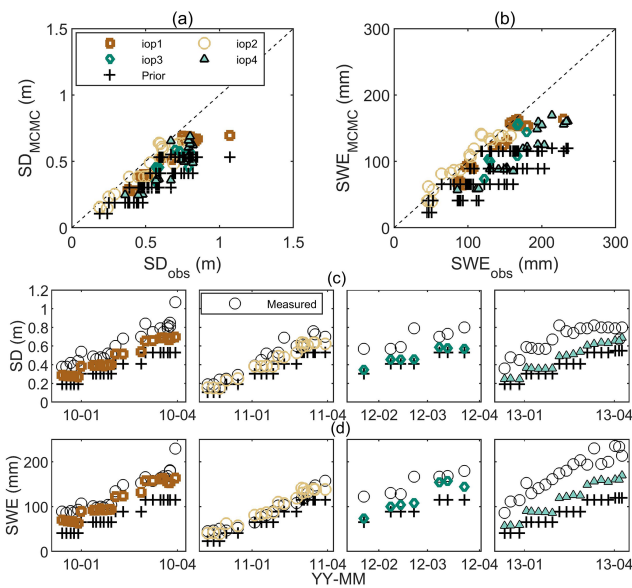 (a)
(b)
1.5
1
0.5
0
0
0.5
1
1.5
SD_MCMC (m)
SD_obs (m)
iop1
iop2
iop3
iop4
Prior
300
200
100
0
0
100
200
300
SWE_MCMC (mm)
SWE_obs (mm)
(c)
1.2
1.0
0.8
0.6
0.4
0.2
0
SD (m)
Measured
10-01
10-04
11-01
11-04
12-02
12-03
12-04
13-01
13-04
(d)
200
100
0
SWE (mm)
10-01
10-04
11-01
11-04
12-02
12-03
12-04
13-01
13-04
YY-MM